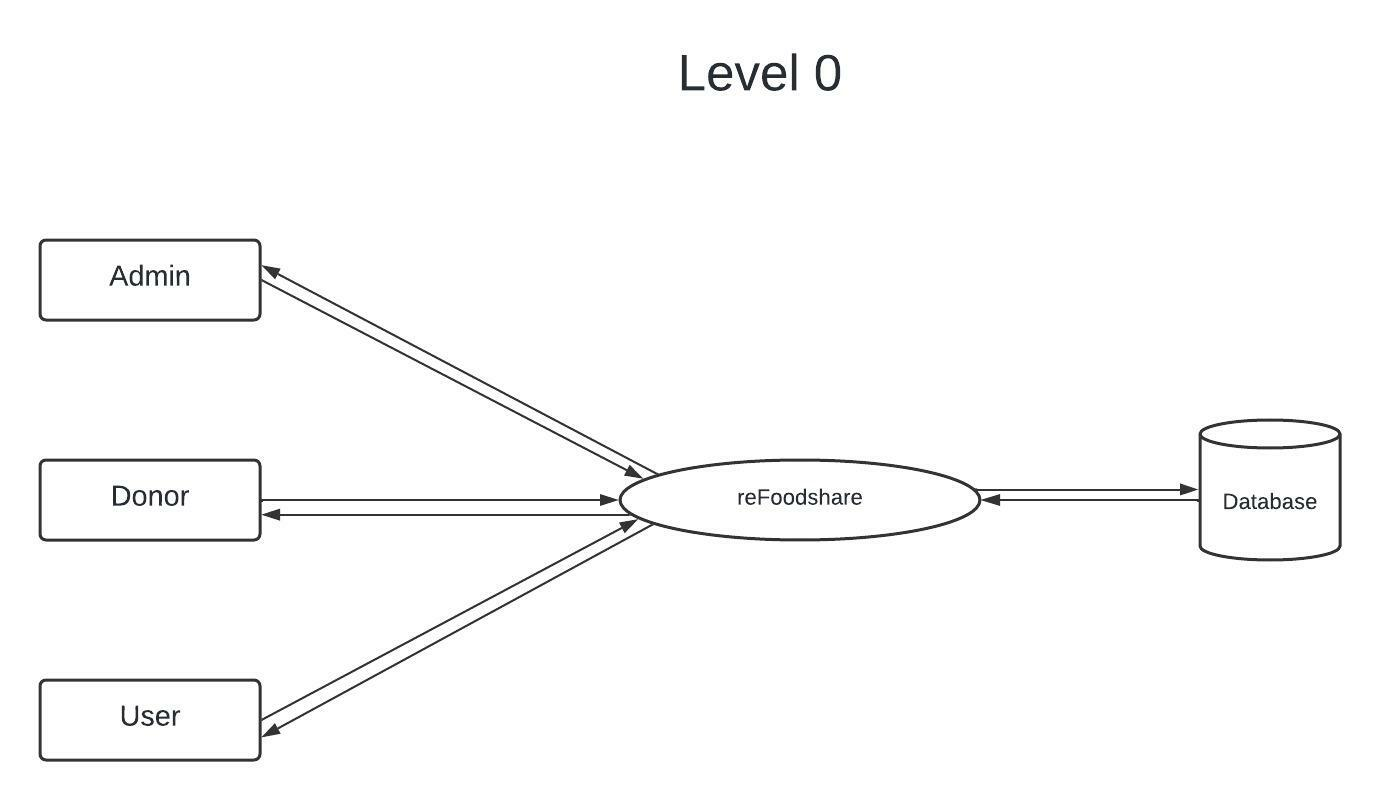 Level 0
Admin
Donor
reFoodshare
Database
User